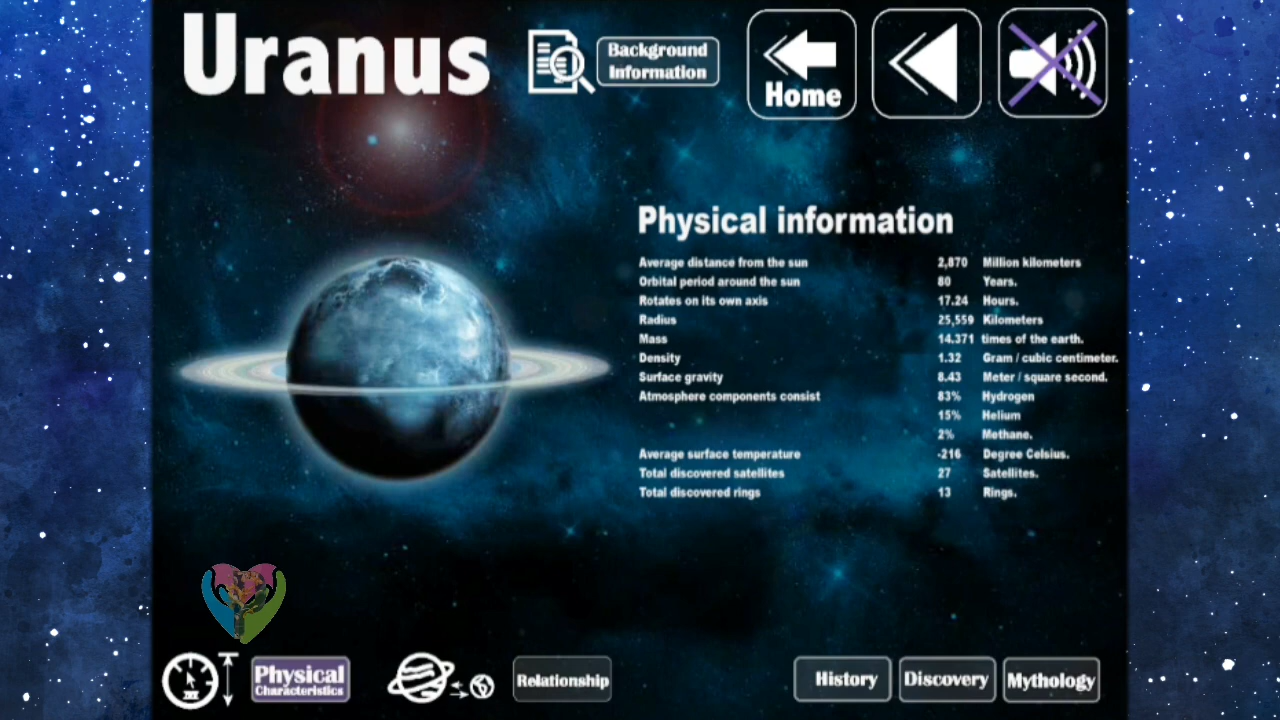 Uranus
Background
Information
Home
Physical information
Average distance from the sun 2,870 Million kilometers
Orbital period around the sun 80 Years.
Rotates on its own axis 17.24 Hours.
Radius 25,559 Kilometers
Mass 14,371 times of the earth.
Density 1.32 Gram / cubic centimeter.
Surface gravity 8.43 Meter / square second.
Atmosphere components consist 83% Hydrogen
15% Helium
2% Methane.
Average surface temperature -216 Degree Celsius.
Total discovered satellites 27 Satellites.
Total discovered rings 13 Rings.
Physical
Characteristics
Relationship
History
Discovery
Mythology